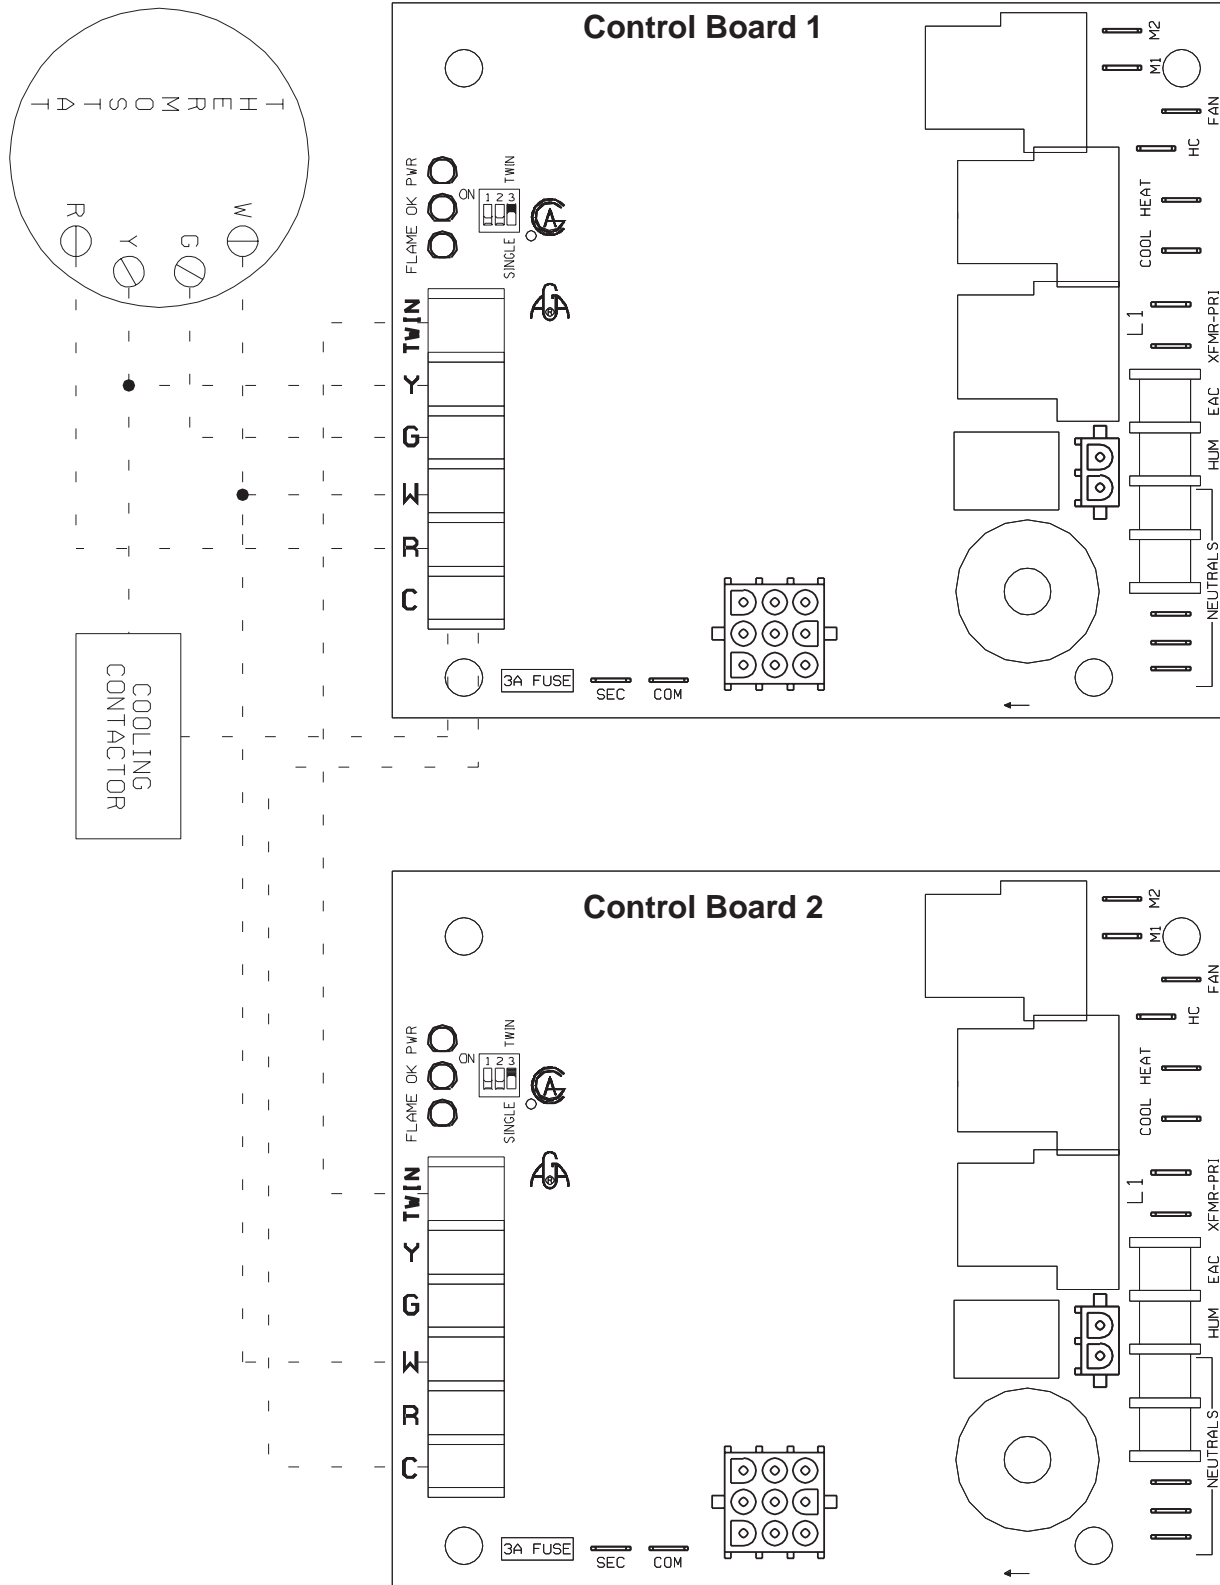 Control Board 1
THERMOSTAT
R
Y
G
W
PWR
OK
FLAME
ON
1 2 3
TWIN
SINGLE
TWIN
Y
G
W
R
C
3A FUSE
SEC
COM
M2
M1
FAN
HC
HEAT
COOL
L1
XFMR-PRI
EAC
HUM
NEUTRALS
COOLING
CONTACTOR
Control Board 2
PWR
OK
FLAME
ON
1 2 3
TWIN
SINGLE
TWIN
Y
G
W
R
C
3A FUSE
SEC
COM
M2
M1
FAN
HC
HEAT
COOL
L1
XFMR-PRI
EAC
HUM
NEUTRALS